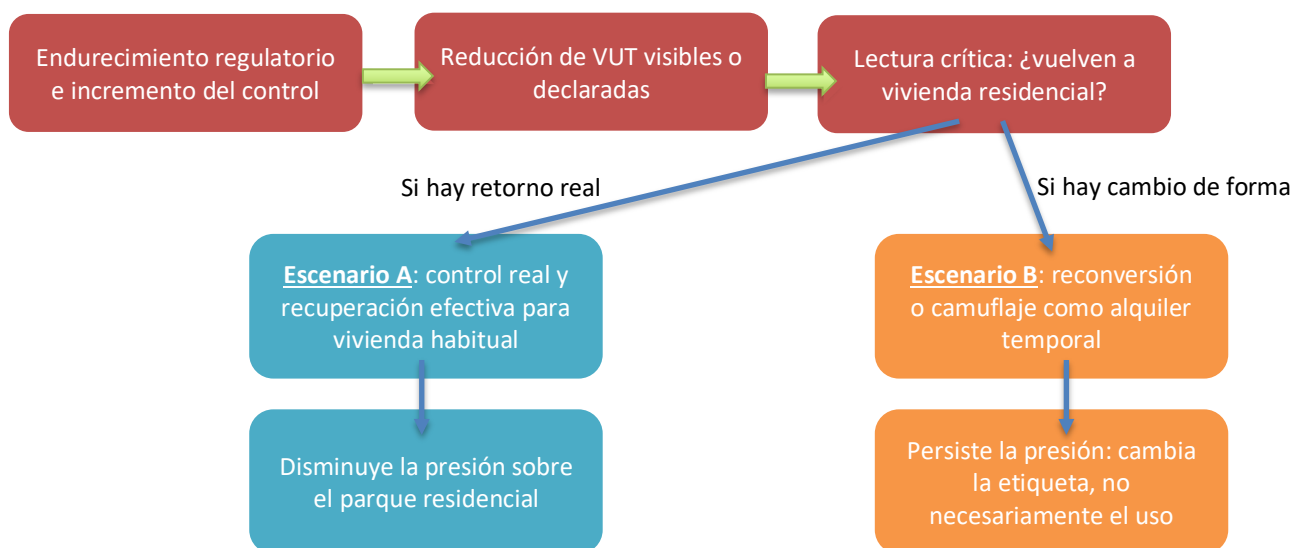 Endurecimiento regulatorio
e incremento del control
Reducción de VUT visibles o
declaradas
Lectura crítica: ¿vuelven a
vivienda residencial?
Si hay retorno real
Si hay cambio de forma
Escenario A: control real y
recuperación efectiva para
vivienda habitual
Escenario B: reconversión
o camuflaje como alquiler
temporal
Disminuye la presión sobre
el parque residencial
Persiste la presión: cambia
la etiqueta, no
necesariamente el uso